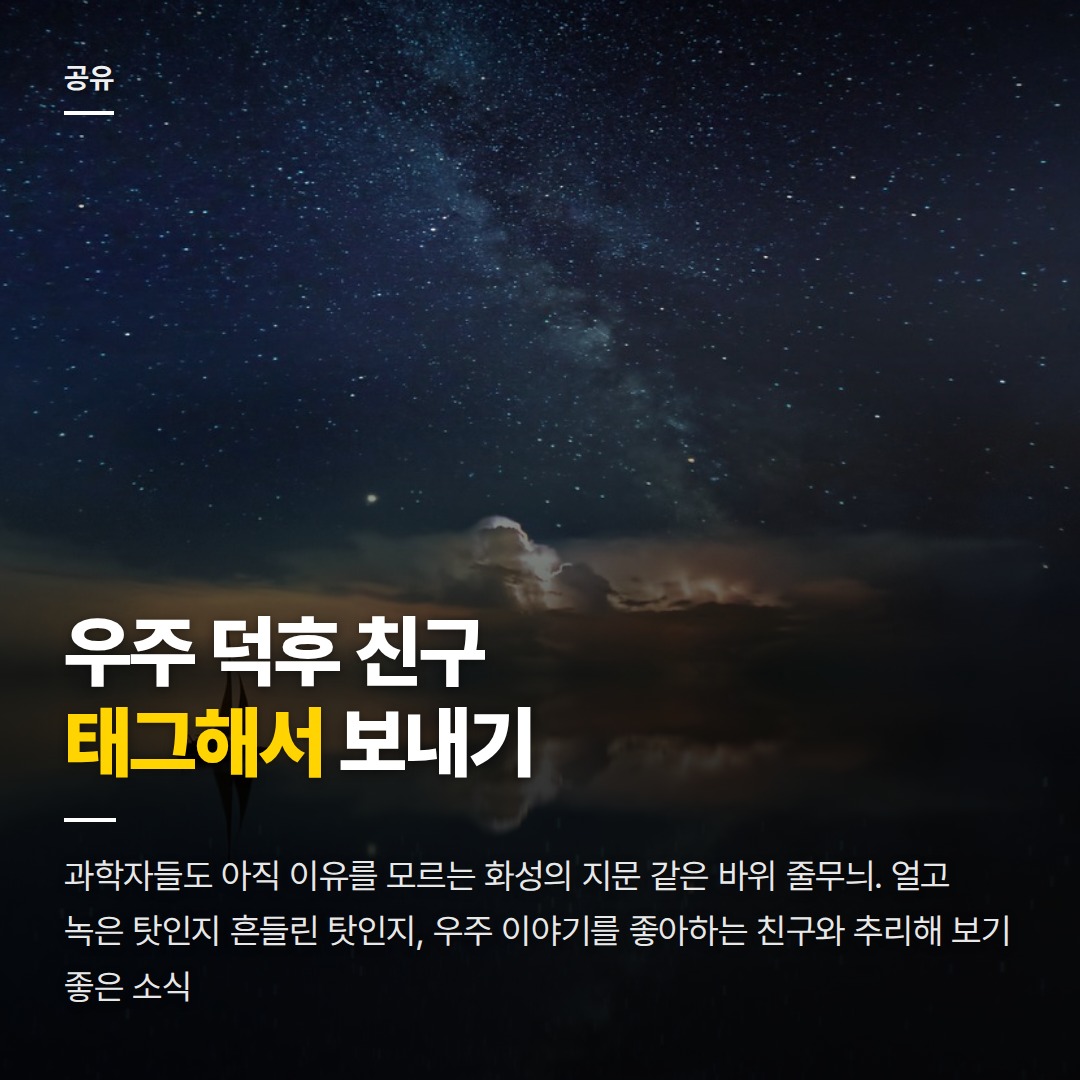 공유
우주 덕후 친구
태그해서 보내기
과학자들도 아직 이유를 모르는 화성의 지문 같은 바위 줄무늬. 얼고
녹은 탓인지 흔들린 탓인지, 우주 이야기를 좋아하는 친구와 추리해 보기
좋은 소식